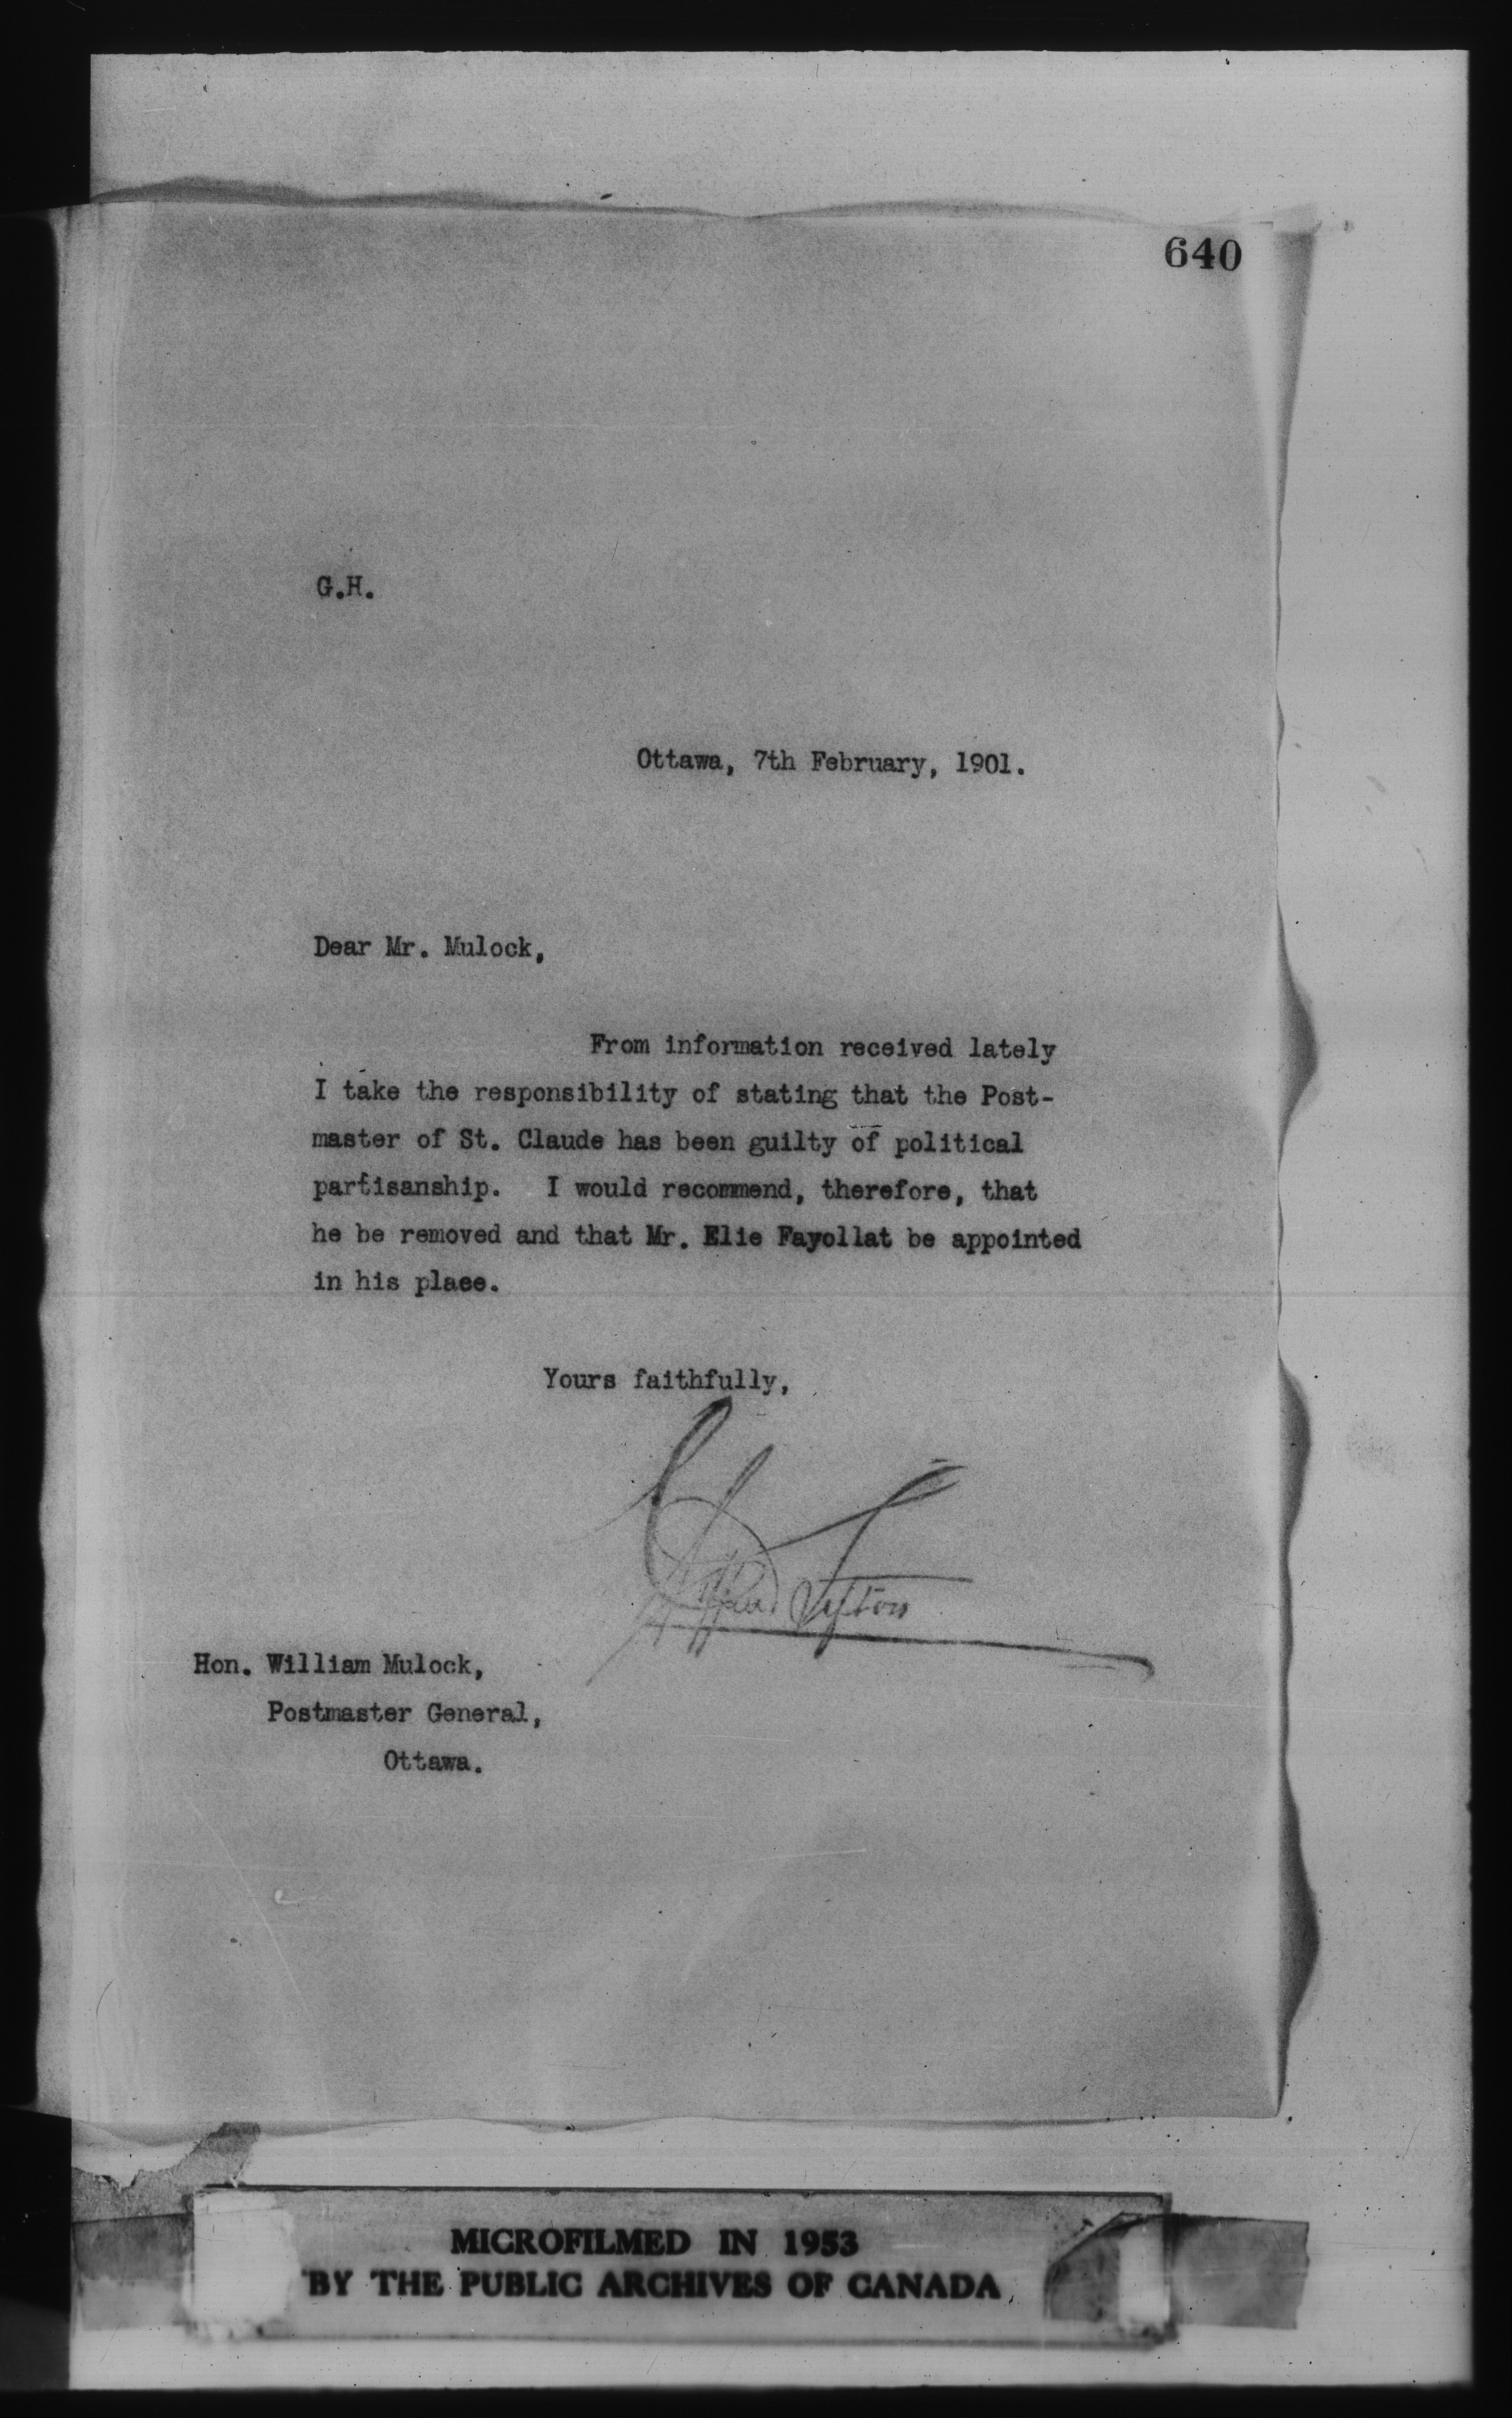 640
G.H.
Ottawa, 7th February, 1901.
Dear Mr. Mulock,
From information received lately
I take the responsibility of stating that the Post-
master of St. Claude has been guilty of political
partisanship. I would recommend, therefore, that
he be removed and that Mr. Elie Fayollat be appointed
in his place.
Yours faithfully,
Clifford Sifton
Hon. William Mulock,
Postmaster General,
Ottawa.
MICROFILMED IN 1953
BY THE PUBLIC ARCHIVES OF CANADA